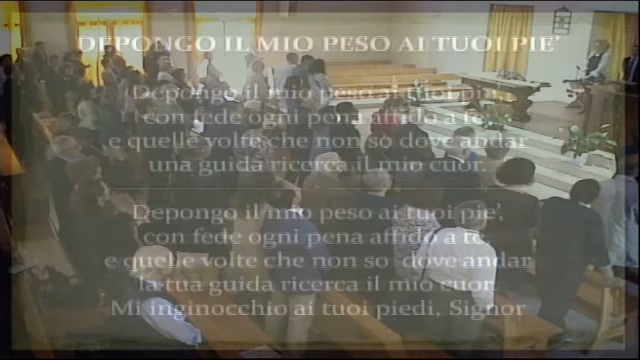 DEPONGO IL MIO PESO AI TUOI PIE'
Depongo il mio peso ai tuoi pie,
con fede ogni pena affido a te
e quelle volte che non so dove andar
una guida ricerca il mio cuor.
Depongo il mio peso ai tuoi pie',
con fede ogni pena affido a te
e quelle volte che non so dove andar
la tua guida ricerca il mio cuor.
Mi inginocchio ai tuoi piedi, Signor